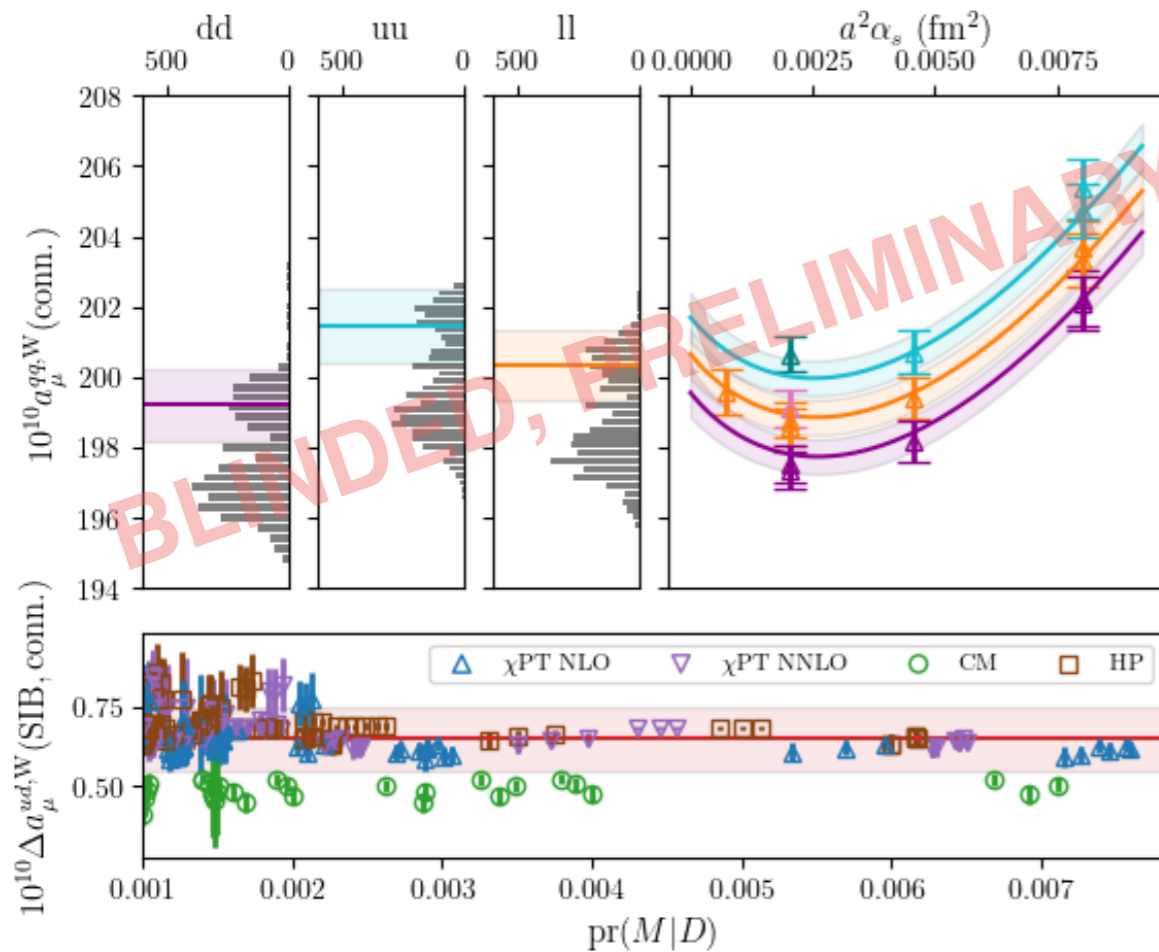 dd uu ll a²αₛ (fm²)
500 0 500 0 500 0 0.0000 0.0025 0.0050 0.0075
208
206
204
202
200
198
196
194
10¹⁰a_μ^{qq,W}(conn.)
BLINDED, PRELIMINARY
χPT NLO χPT NNLO CM HP
0.75
0.50
10¹⁰Δa_μ^{ud,W}(SIB, conn.)
0.001 0.002 0.003 0.004 0.005 0.006 0.007
pr(M|D)